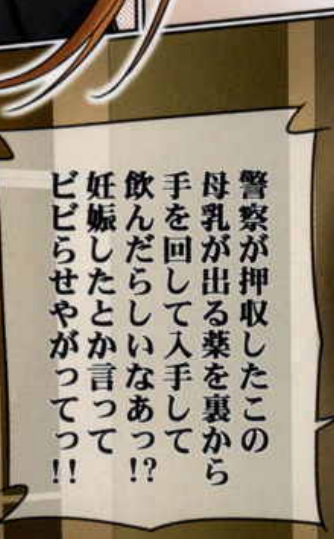 警察が押収したこの
母乳が出る薬を裏から
手を回して入手して
飲んだらしいなあっ!?
妊娠したとか言って
ビビらせやがってっ!!